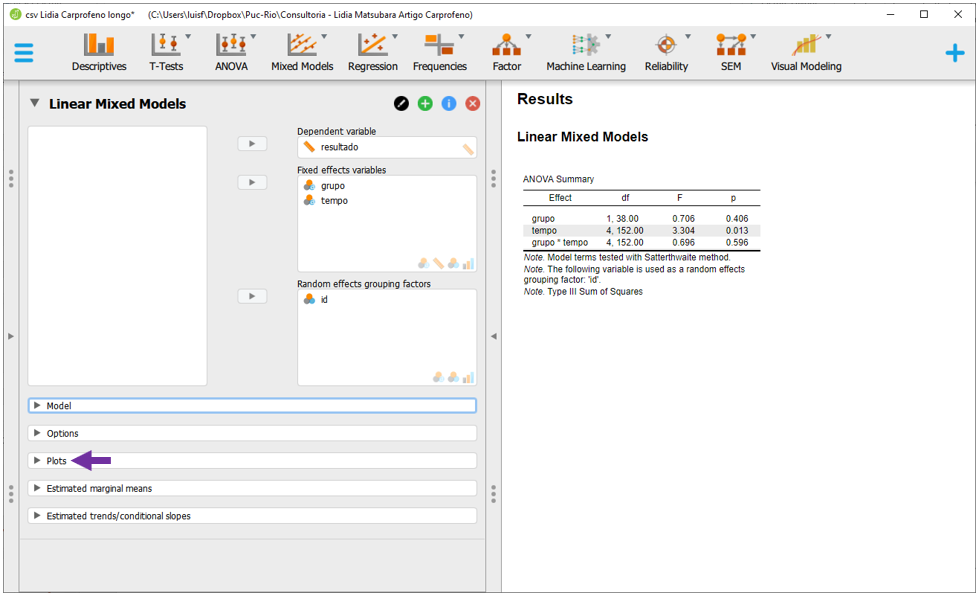 csv Lidia Carprofeno longo* (C:\Users\luisf\Dropbox\Puc-Rio\Consultoria - Lidia Matsubara Artigo Carprofeno)
Descriptives T-Tests ANOVA Mixed Models Regression Frequencies Factor Machine Learning Reliability SEM Visual Modeling
Linear Mixed Models
Dependent variable
resultado
Fixed effects variables
grupo
tempo
Random effects grouping factors
id
Model
Options
Plots
Estimated marginal means
Estimated trends/conditional slopes
Results
Linear Mixed Models
ANOVA Summary
Effect df F p
grupo 1, 38.00 0.706 0.406
tempo 4, 152.00 3.304 0.013
grupo * tempo 4, 152.00 0.696 0.596
Note. Model terms tested with Satterthwaite method.
Note. The following variable is used as a random effects
grouping factor: 'id'.
Note. Type III Sum of Squares